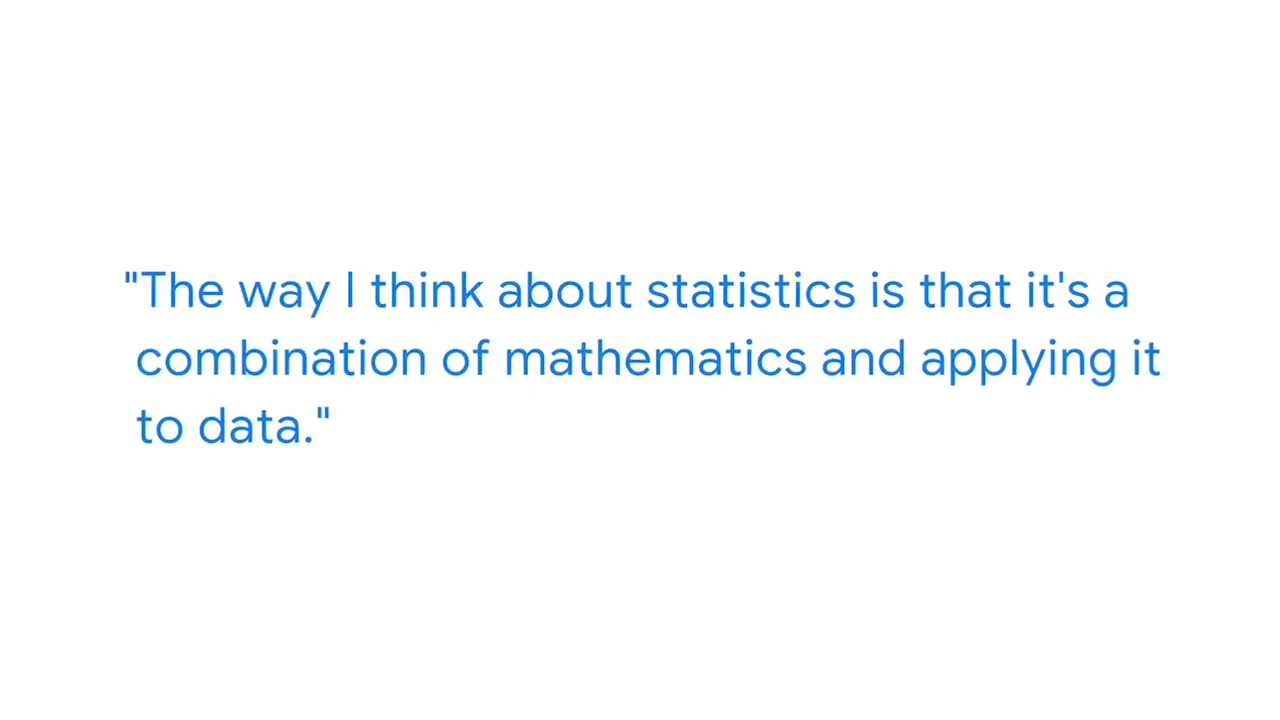 "The way I think about statistics is that it's a
combination of mathematics and applying it
to data."